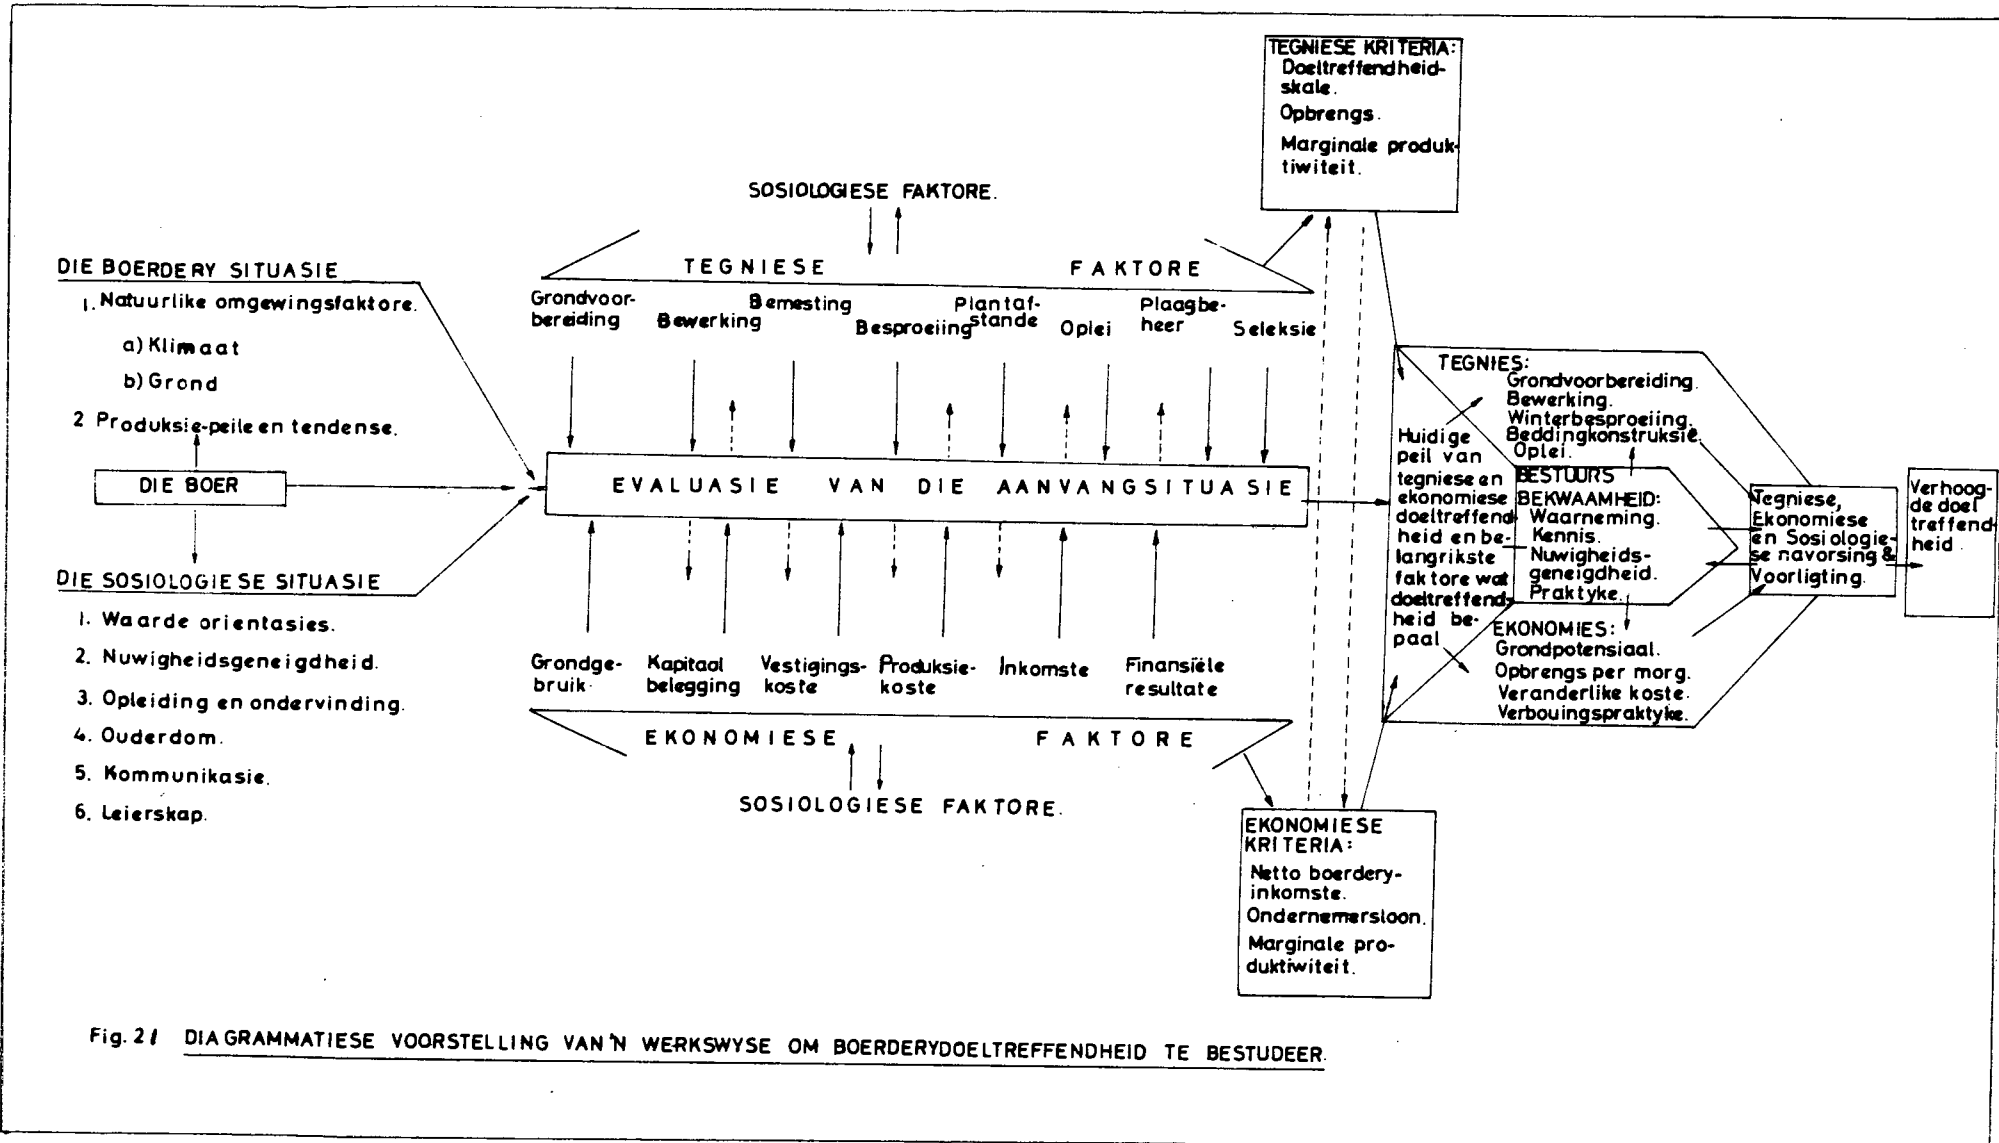 TEGNIESE KRITERIA:
Doeltreffendheid-
skale.
Opbrengs.
Marginale produk-
tiwiteit.
SOSIOLOGIESE FAKTORE.
TEGNIESE FAKTORE
DIE BOERDERY SITUASIE
1. Natuurlike omgewingsfaktore.
a) Klimaat
b) Grond
2 Produksie-peile en tendense.
DIE BOER
DIE SOSIOLOGIESE SITUASIE
1. Waarde orientasies.
2. Nuwigheidsgeneigdheid.
3. Opleiding en ondervinding.
4. Ouderdom.
5. Kommunikasie.
6. Leierskap.
Grondvoor-
bereiding
Bewerking
Bemesting
Besproeiing
Plantaf-
stande
Oplei
Plaagbe-
heer
Seleksie
EVALUASIE VAN DIE AANVANGSITUASIE
Grondge-
bruik.
Kapitaal
belegging
Vestigings-
koste
Produksie-
koste
Inkomste
Finansiële
resultate
EKONOMIESE FAKTORE
SOSIOLOGIESE FAKTORE.
EKONOMIESE
KRITERIA:
Netto boerdery-
inkomste.
Ondernemersloon.
Marginale pro-
duktiwiteit.
Huidige
peil van
tegniese en
ekonomiese
doeltreffend
heid en be-
langrikste
faktore wat
doeltreffend-
heid be-
paal
TEGNIES:
Grondvoorbereiding.
Bewerking.
Winterbesproeiing.
Beddingkonstruksie.
Oplei.
BESTUURS
BEKWAAMHEID:
Waarneming.
Kennis.
Nuwigheids-
geneigdheid.
Praktyke.
EKONOMIES:
Grondpotensiaal.
Opbrengs per morg.
Veranderlike koste.
Verbouingspraktyke.
Tegniese,
Ekonomiese
en Sosiologie-
se navorsing &
Voorligting.
Verhoog-
de doel
treffend-
heid.
Fig. 21 DIAGRAMMATIESE VOORSTELLING VAN 'N WERKSWYSE OM BOERDERYDOELTREFFENDHEID TE BESTUDEER.